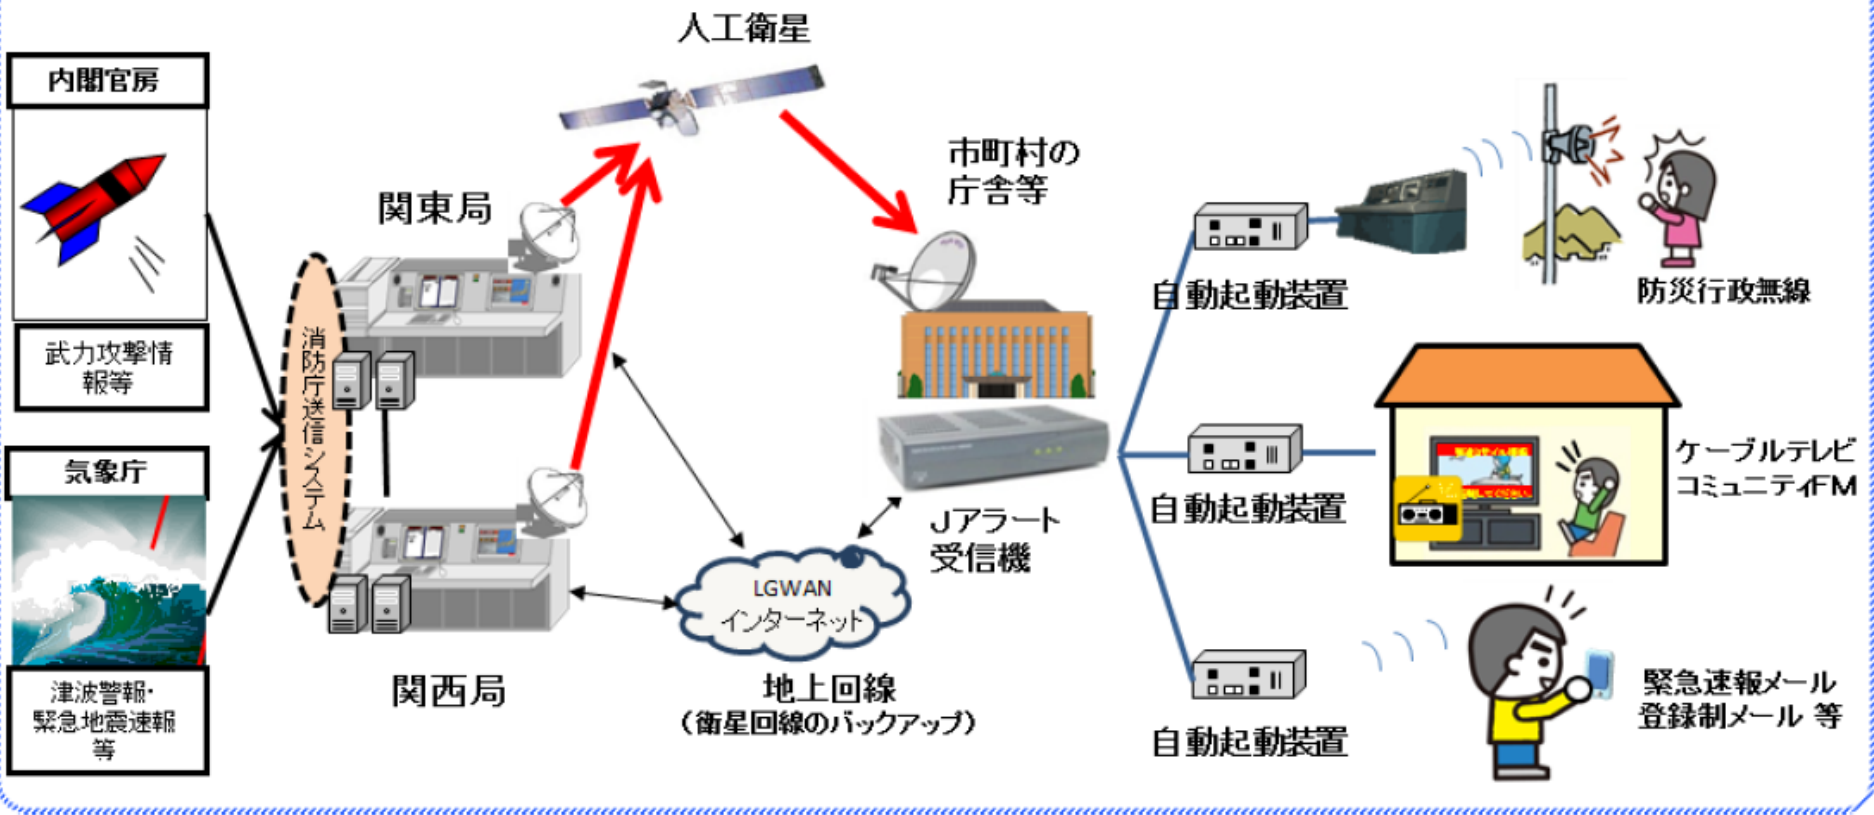 人工衛星
内閣官房
武力攻撃情
報等
気象庁
津波警報・
緊急地震速報
等
消防庁送信システム
関東局
関西局
市町村の
庁舎等
Jアラート
受信機
LGWAN
インターネット
地上回線
（衛星回線のバックアップ）
自動起動装置
防災行政無線
自動起動装置
ケーブルテレビ
コミュニティFM
自動起動装置
緊急速報メール
登録制メール 等